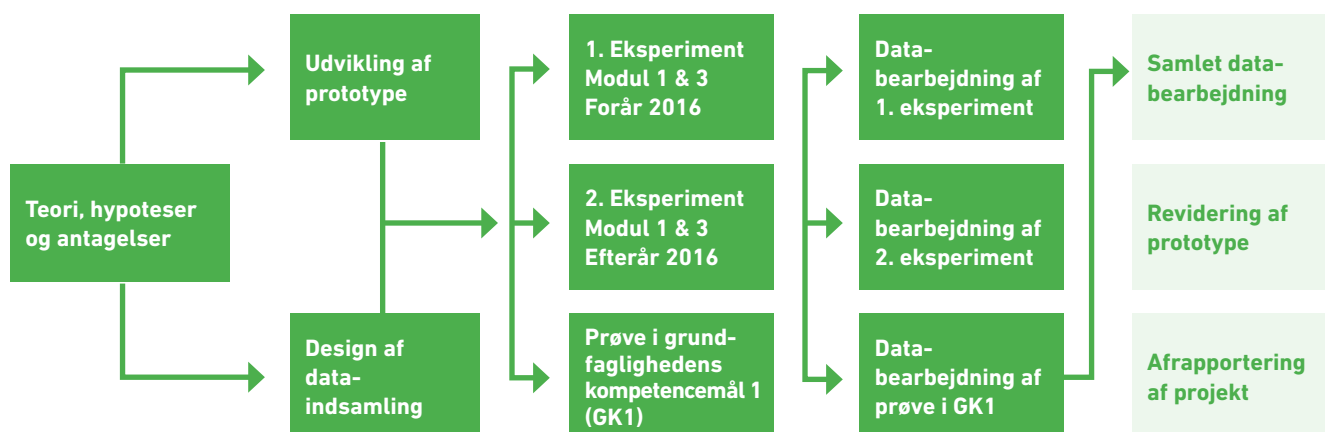 Teori, hypoteser
og antagelser
Udvikling af
prototype
Design af
data-
indsamling
1. Eksperiment
Modul 1 & 3
Forår 2016
2. Eksperiment
Modul 1 & 3
Efterår 2016
Prøve i grund-
faglighedens
kompetencemål 1
(GK1)
Data-
bearbejdning af
1. eksperiment
Data-
bearbejdning af
2. eksperiment
Data-
bearbejdning af
prøve i GK1
Samlet data-
bearbejdning
Revidering af
prototype
Afrapportering
af projekt